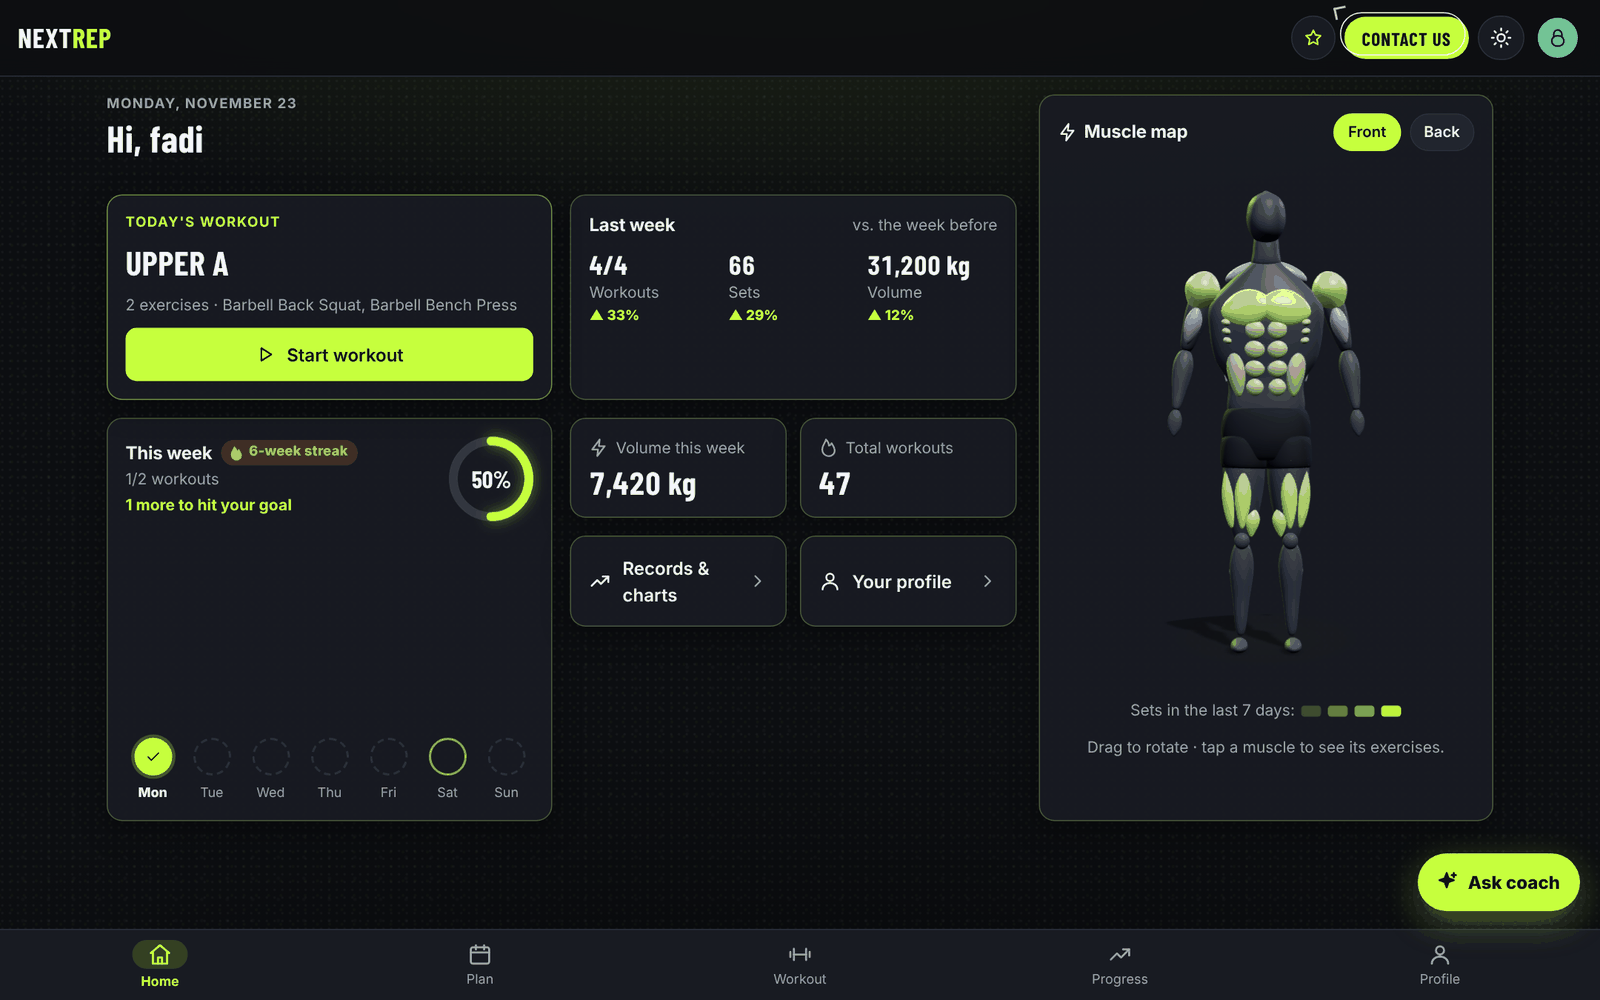 NEXTREP
CONTACT US
MONDAY, NOVEMBER 23
Hi, fadi
TODAY'S WORKOUT
UPPER A
2 exercises · Barbell Back Squat, Barbell Bench Press
Start workout
Last week
vs. the week before
4/4
Workouts
▲ 33%
66
Sets
▲ 29%
31,200 kg
Volume
▲ 12%
This week
6-week streak
1/2 workouts
1 more to hit your goal
50%
Mon
Tue
Wed
Thu
Fri
Sat
Sun
Volume this week
7,420 kg
Total workouts
47
Records &
charts
Your profile
Muscle map
Front
Back
Sets in the last 7 days:
Drag to rotate · tap a muscle to see its exercises.
Ask coach
Home
Plan
Workout
Progress
Profile